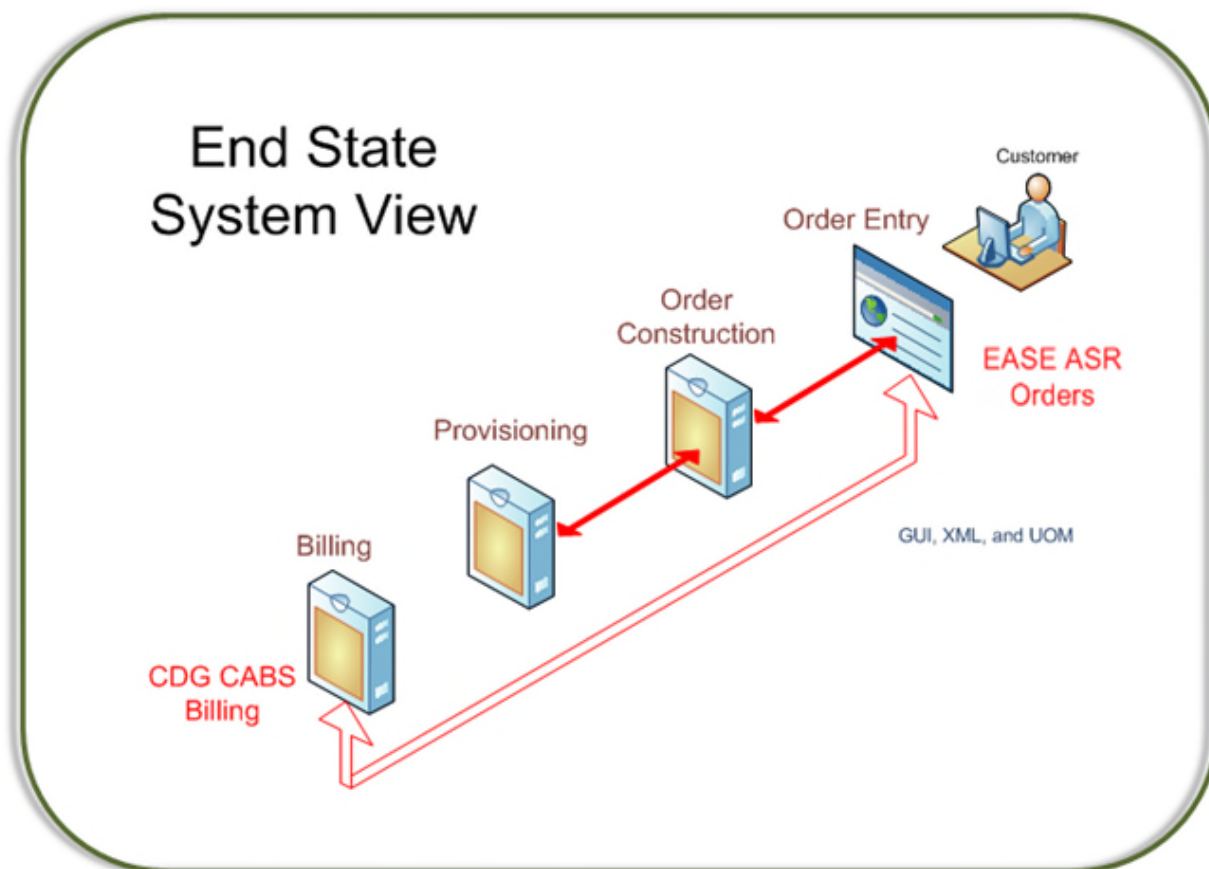 End State
System View
Customer
Order Entry
Order
Construction
EASE ASR
Orders
Provisioning
GUI, XML, and UOM
Billing
CDG CABS
Billing